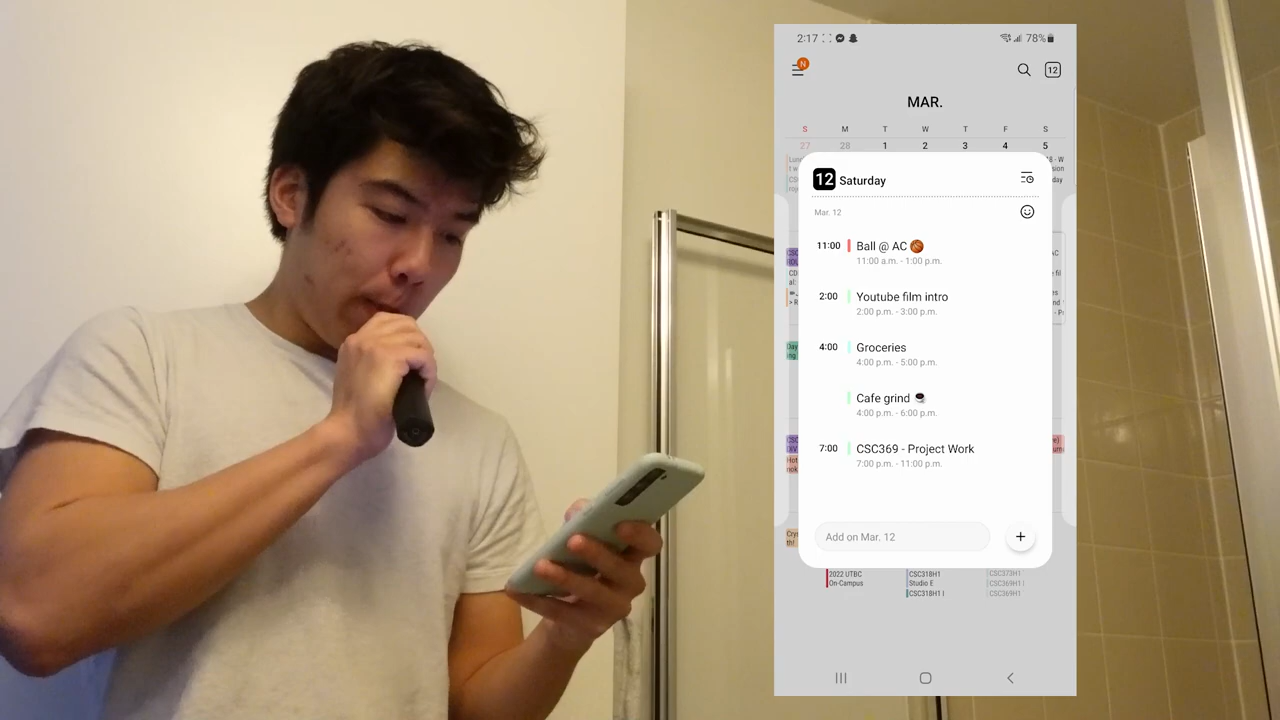 2:17
78%
N
12
MAR.
S M T W T F S
27 28 1 2 3 4 5
12 Saturday
Mar. 12
11:00 Ball @ AC
11:00 a.m. - 1:00 p.m.
2:00 Youtube film intro
2:00 p.m. - 3:00 p.m.
4:00 Groceries
4:00 p.m. - 5:00 p.m.
Cafe grind
4:00 p.m. - 6:00 p.m.
7:00 CSC369 - Project Work
7:00 p.m. - 11:00 p.m.
Add on Mar. 12
2022 UTBC
On-Campus
CSC318H1
Studio E
CSC318H1 I
CSC373H1
CSC369H1 I
CSC369H1